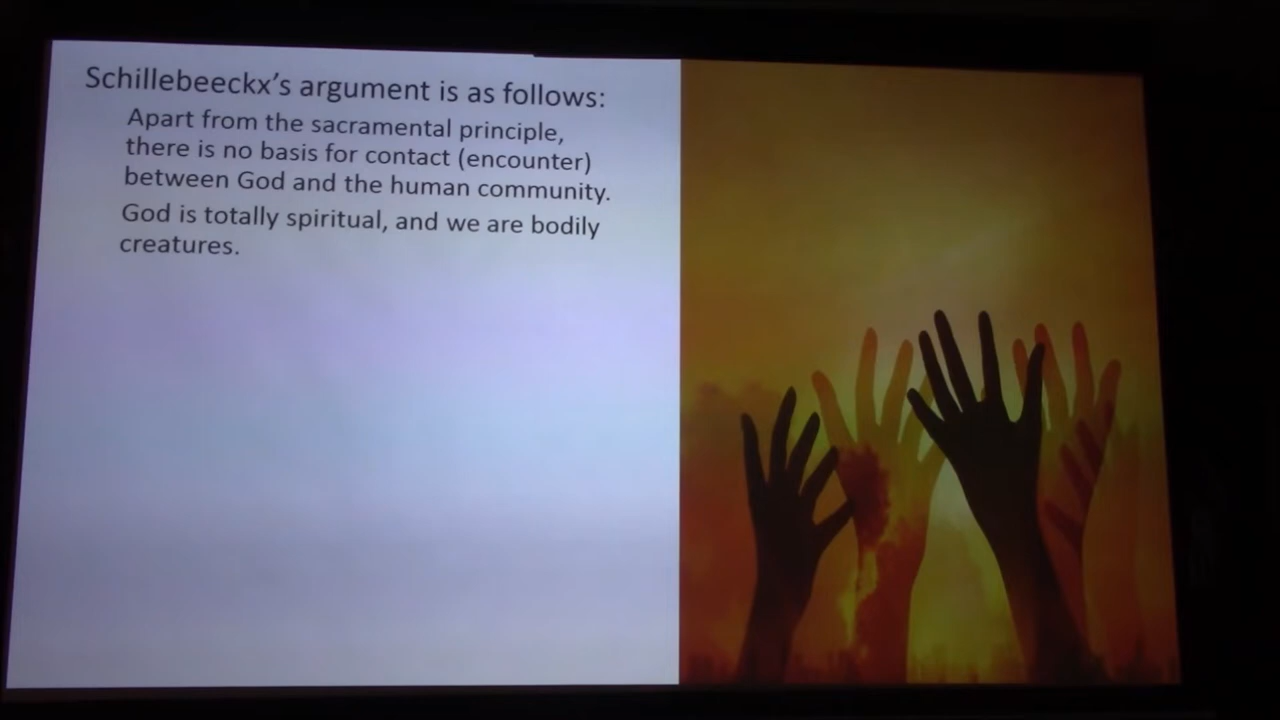 Schillebeeckx's argument is as follows:
Apart from the sacramental principle,
there is no basis for contact (encounter)
between God and the human community.
God is totally spiritual, and we are bodily
creatures.